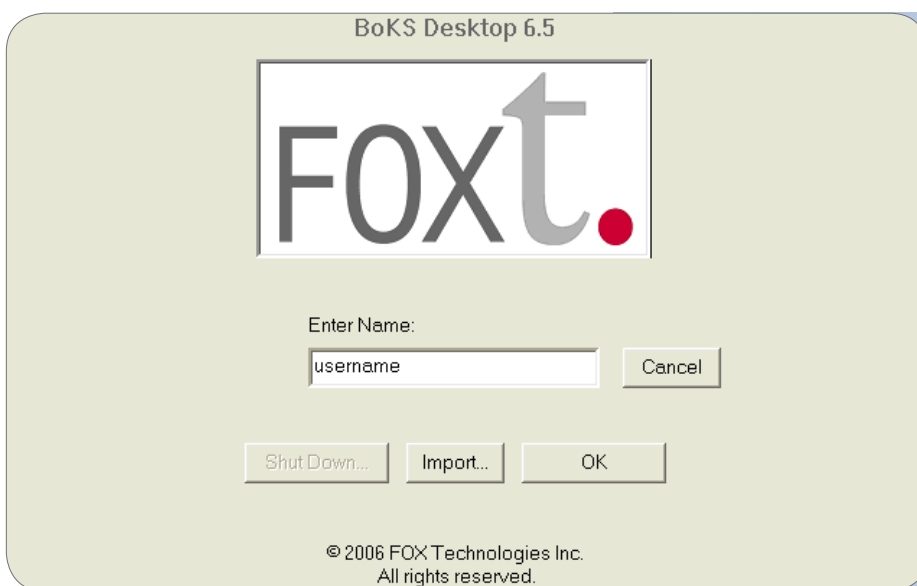 BoKS Desktop 6.5
FOXt.
Enter Name:
username
Cancel
Shut Down...
Import...
OK
© 2006 FOX Technologies Inc.
All rights reserved.